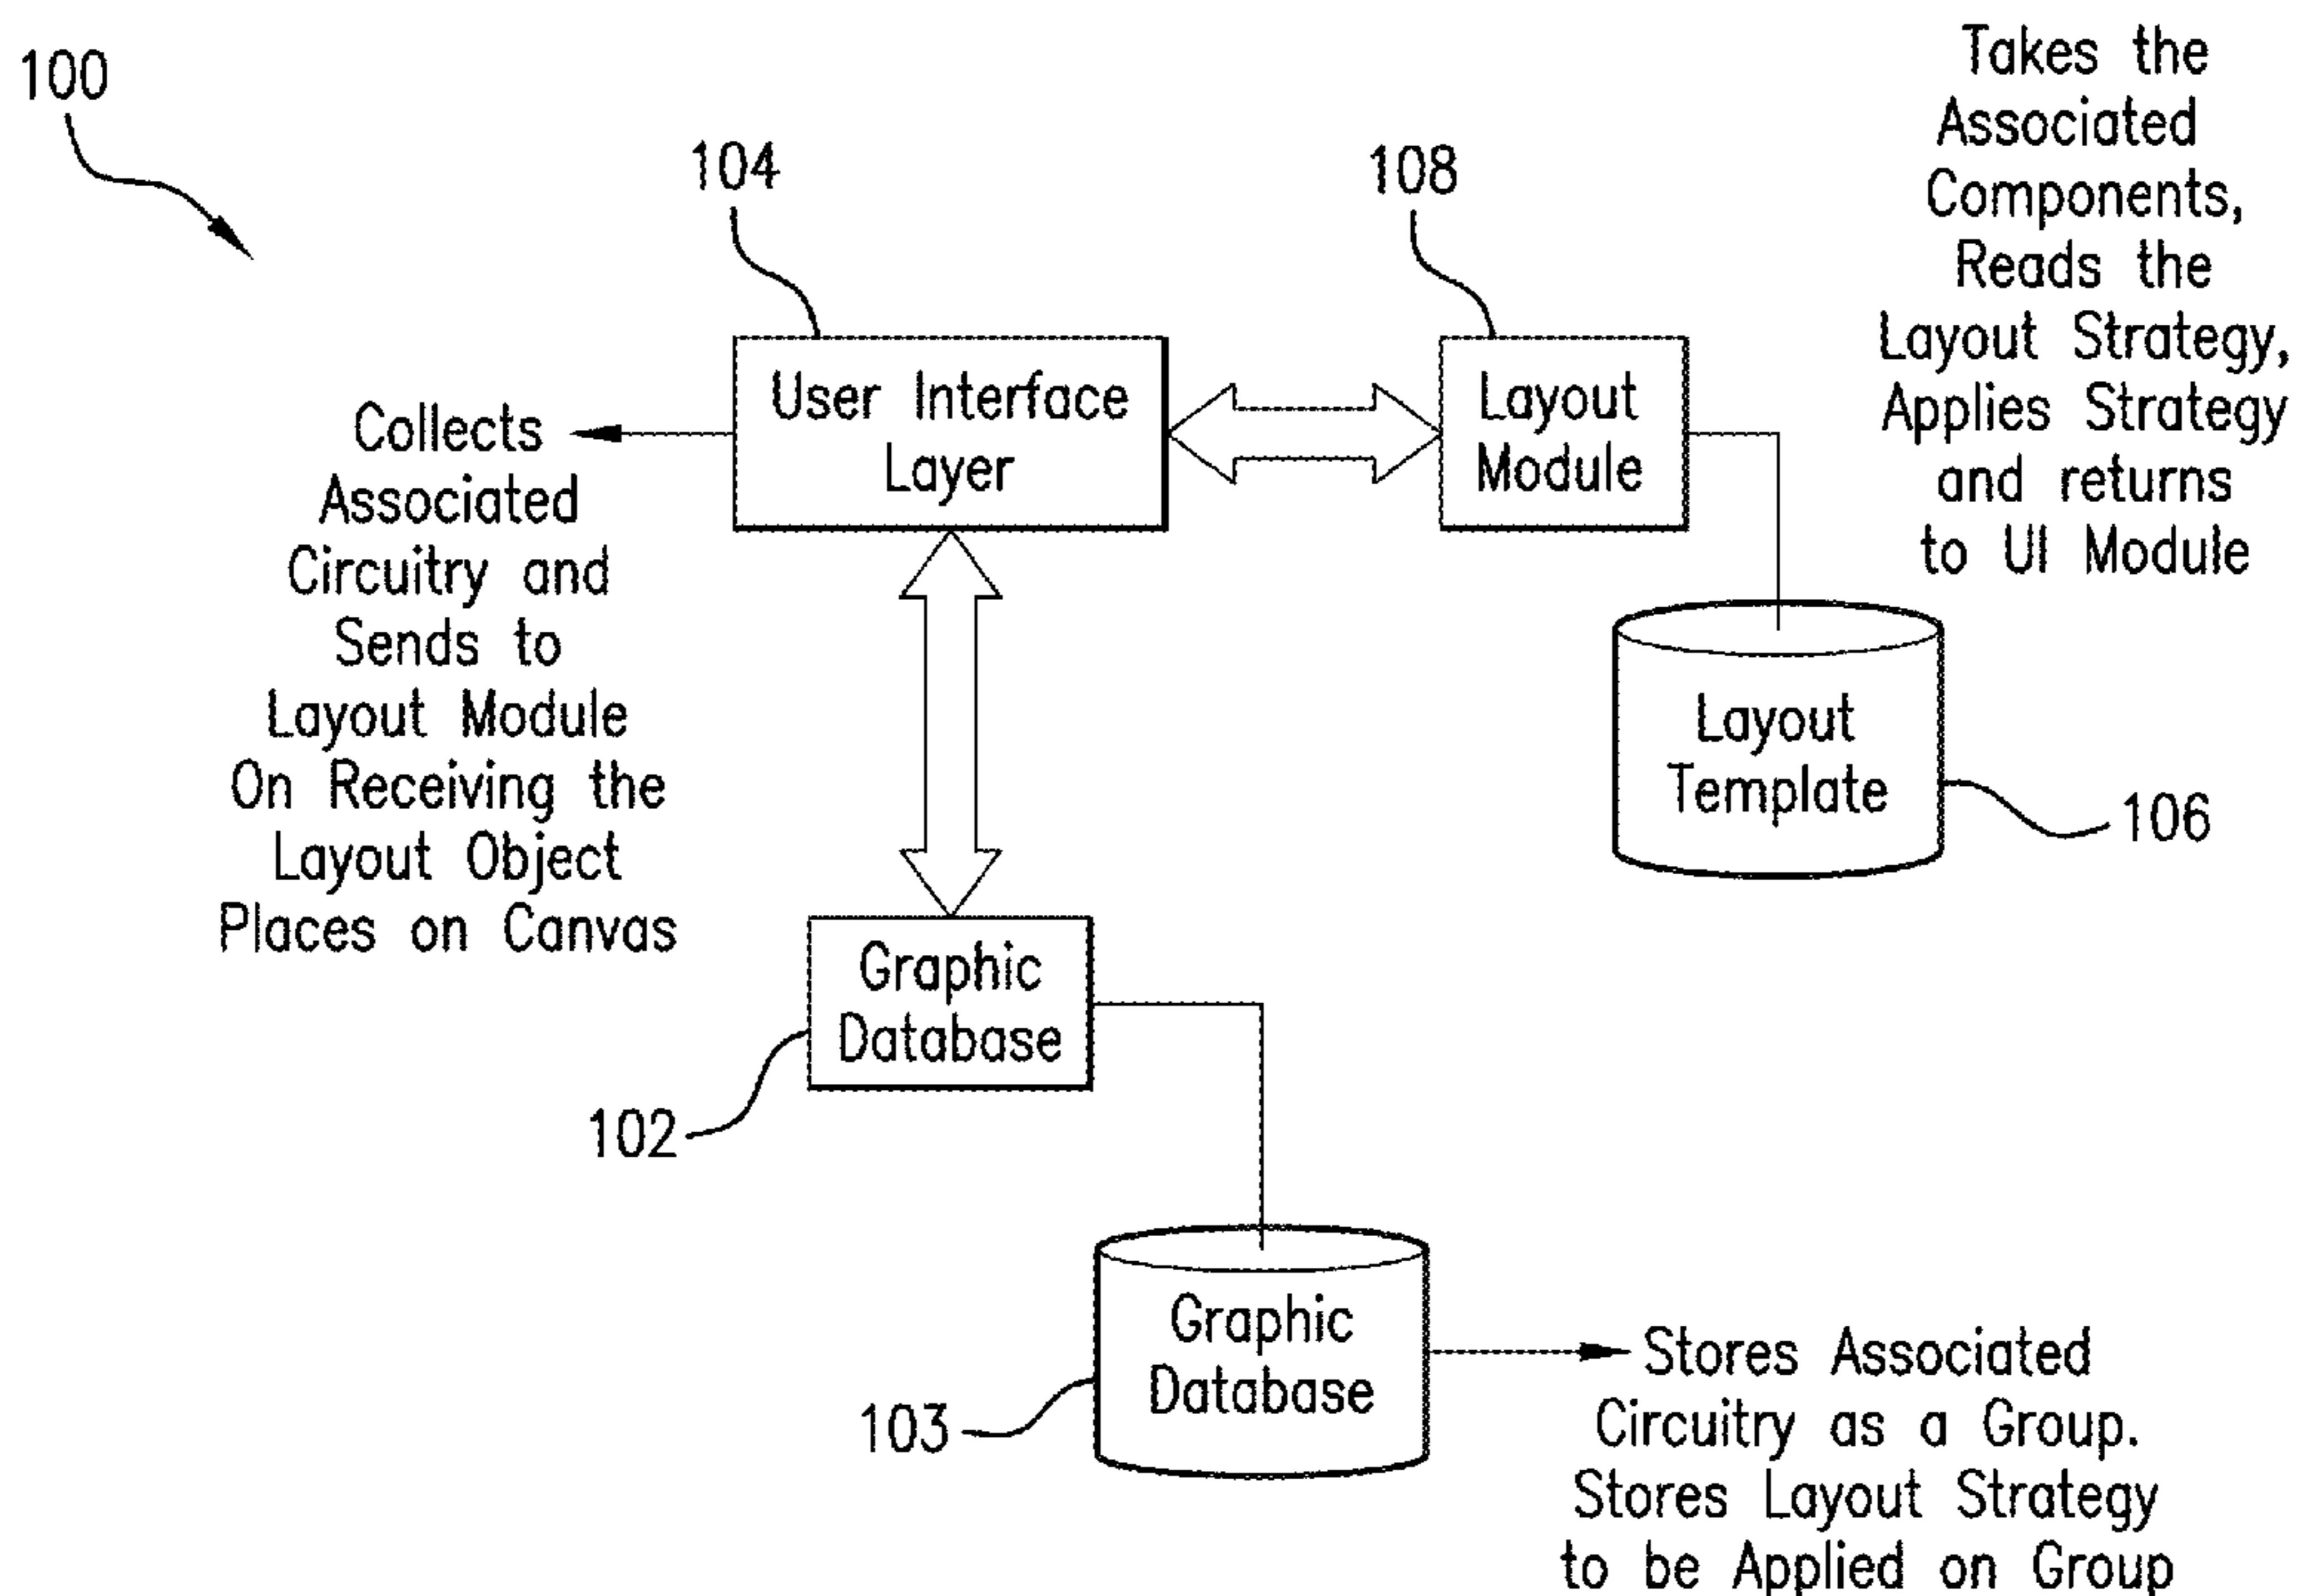 100
104
108
Takes the
Associated
Components,
Reads the
Layout Strategy,
Applies Strategy
and returns
to UI Module
User Interface
Layer
Layout
Module
Collects
Associated
Circuitry and
Sends to
Layout Module
On Receiving the
Layout Object
Places on Canvas
Layout
Template
106
Graphic
Database
102
Graphic
Database
103
Stores Associated
Circuitry as a Group.
Stores Layout Strategy
to be Applied on Group